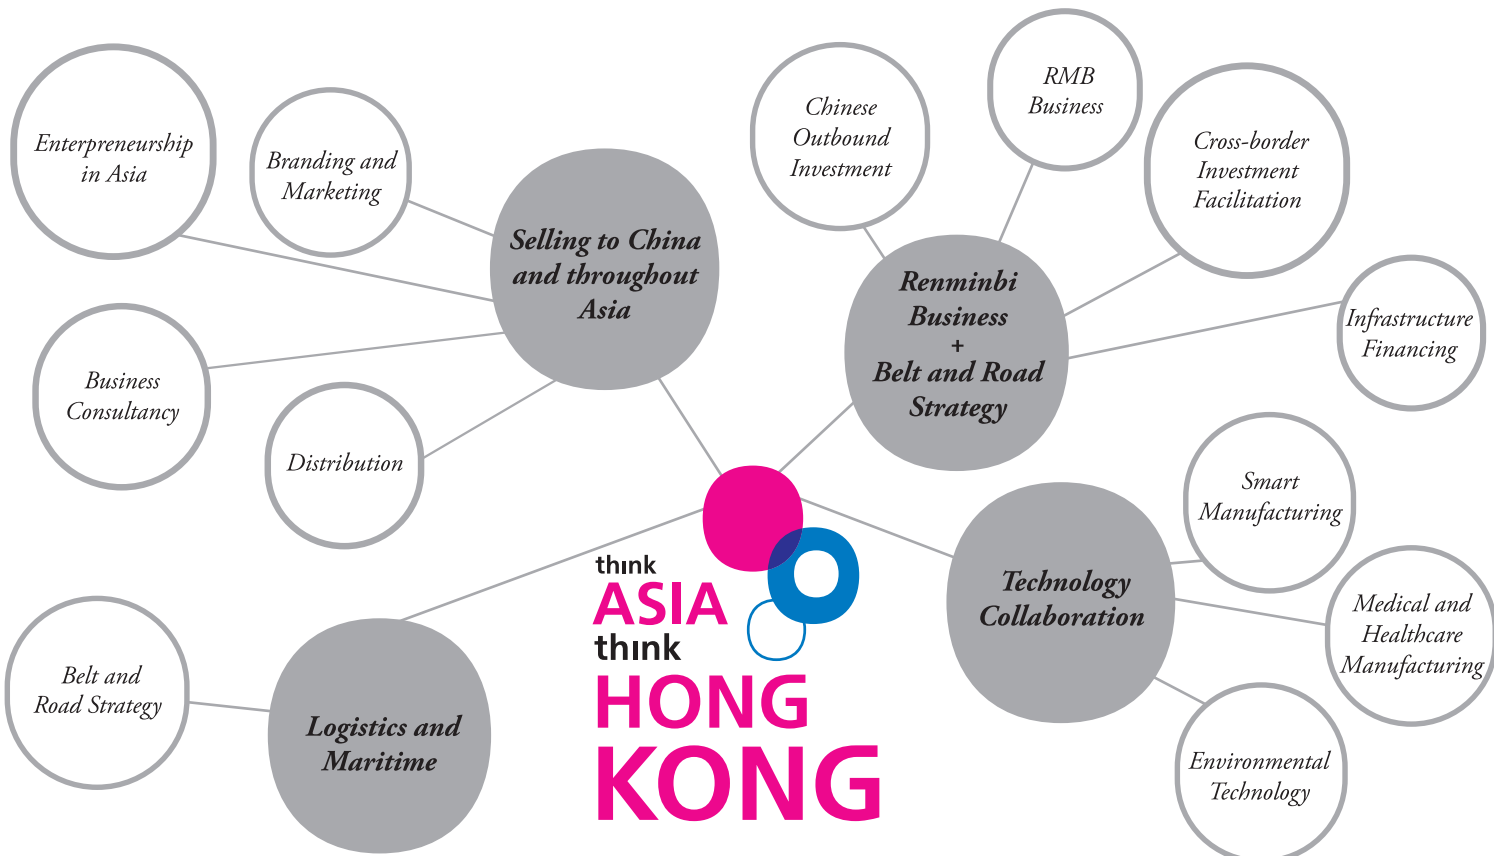 Enterpreneurship
in Asia
Branding and
Marketing
Business
Consultancy
Distribution
Selling to China
and throughout
Asia
Chinese
Outbound
Investment
RMB
Business
Cross-border
Investment
Facilitation
Infrastructure
Financing
Renminbi
Business
+
Belt and Road
Strategy
Smart
Manufacturing
Medical and
Healthcare
Manufacturing
Environmental
Technology
Technology
Collaboration
Belt and
Road Strategy
Logistics and
Maritime
think
ASIA
think
HONG
KONG